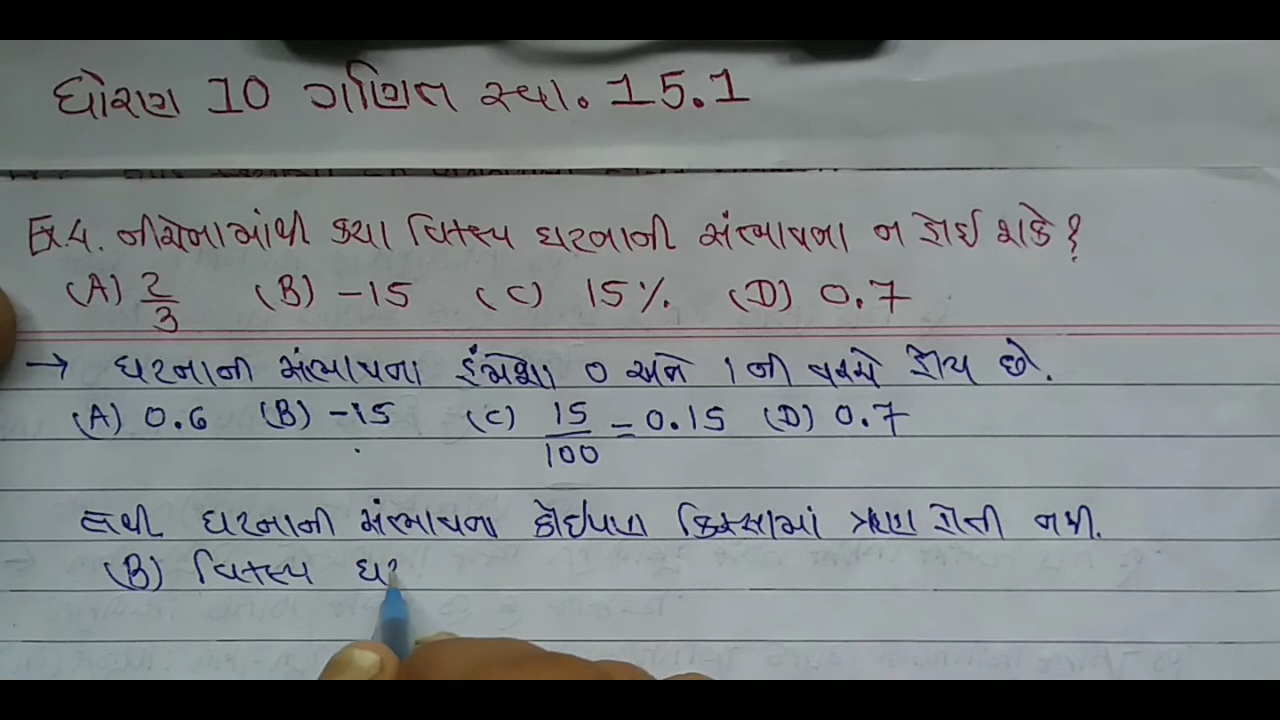 ધોરણ 10 ગણિત સ્વા. 15.1
Ex.4. નીચેનામાંથી કયા વિકલ્પ ઘટનાની સંભાવના ન હોઈ શકે?
(A) 2/3 (B) -15 (C) 15% (D) 0.7
→ ઘટનાની સંભાવના હંમેશા 0 અને 1 ની વચ્ચે હોય છે.
(A) 0.6 (B) -15 (C) 15/100 = 0.15 (D) 0.7
તથી ઘટનાની સંભાવના કોઈપણ કિસ્સામાં ઋણ હોતી નથી.
(B) વિકલ્પ ઘટ